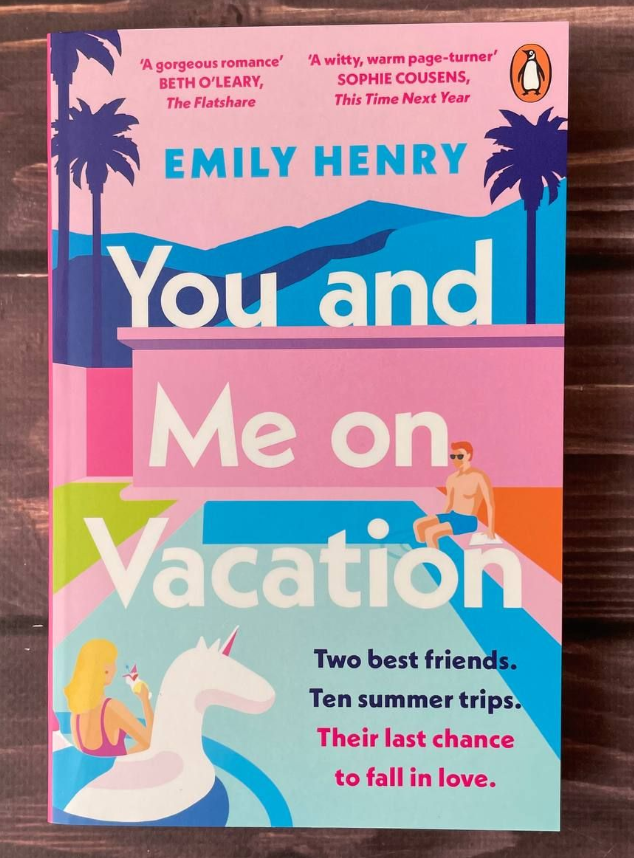 'A gorgeous romance'
BETH O'LEARY,
The Flatshare
'A witty, warm page-turner'
SOPHIE COUSENS,
This Time Next Year
EMILY HENRY
You and
Me on
Vacation
Two best friends.
Ten summer trips.
Their last chance
to fall in love.